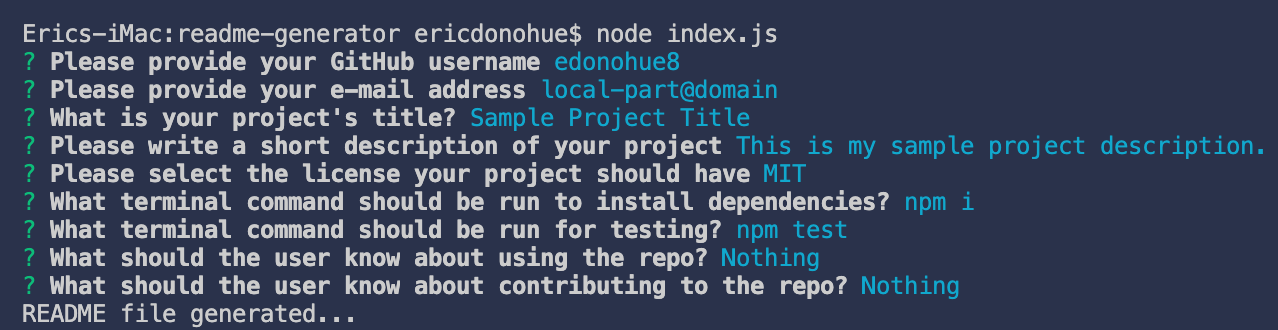 Erics-iMac:readme-generator ericdonohue$ node index.js
? Please provide your GitHub username edonohue8
? Please provide your e-mail address local-part@domain
? What is your project's title? Sample Project Title
? Please write a short description of your project This is my sample project description.
? Please select the license your project should have MIT
? What terminal command should be run to install dependencies? npm i
? What terminal command should be run for testing? npm test
? What should the user know about using the repo? Nothing
? What should the user know about contributing to the repo? Nothing
README file generated...